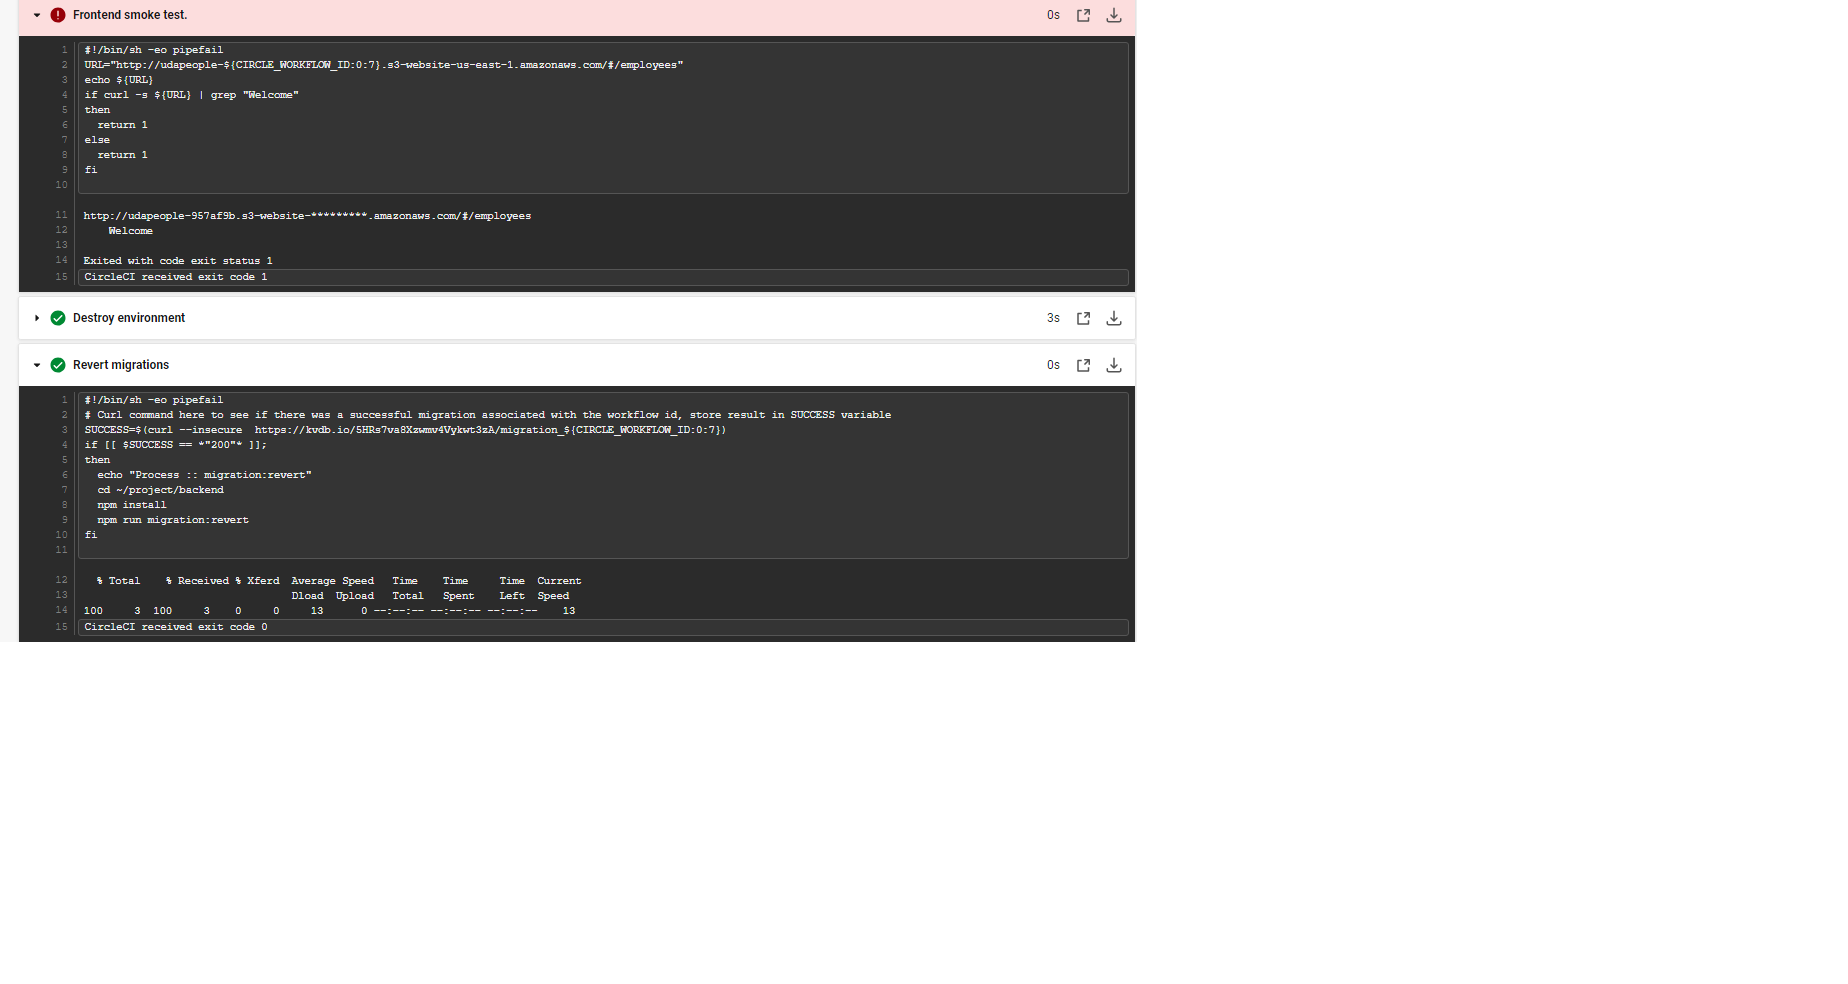 Frontend smoke test.
0s
1 #!/bin/sh -eo pipefail
2 URL="http://udapeople-${CIRCLE_WORKFLOW_ID:0:7}.s3-website-us-east-1.amazonaws.com/#/employees"
3 echo ${URL}
4 if curl -s ${URL} | grep "Welcome"
5 then
6   return 1
7 else
8   return 1
9 fi
10
11 http://udapeople-957af9b.s3-website-*********.amazonaws.com/#/employees
12     Welcome
13
14 Exited with code exit status 1
15 CircleCI received exit code 1
Destroy environment
3s
Revert migrations
0s
1 #!/bin/sh -eo pipefail
2 # Curl command here to see if there was a successful migration associated with the workflow id, store result in SUCCESS variable
3 SUCCESS=$(curl --insecure  https://kvdb.io/5HRs7va8Xzwmv4Vykwt3zA/migration_${CIRCLE_WORKFLOW_ID:0:7})
4 if [[ $SUCCESS == *"200"* ]];
5 then
6   echo "Process :: migration:revert"
7   cd ~/project/backend
8   npm install
9   npm run migration:revert
10 fi
11
12   % Total    % Received % Xferd  Average Speed   Time    Time     Time  Current
13                                  Dload  Upload   Total   Spent    Left  Speed
14 100     3  100     3    0     0     13      0 --:--:-- --:--:-- --:--:--    13
15 CircleCI received exit code 0